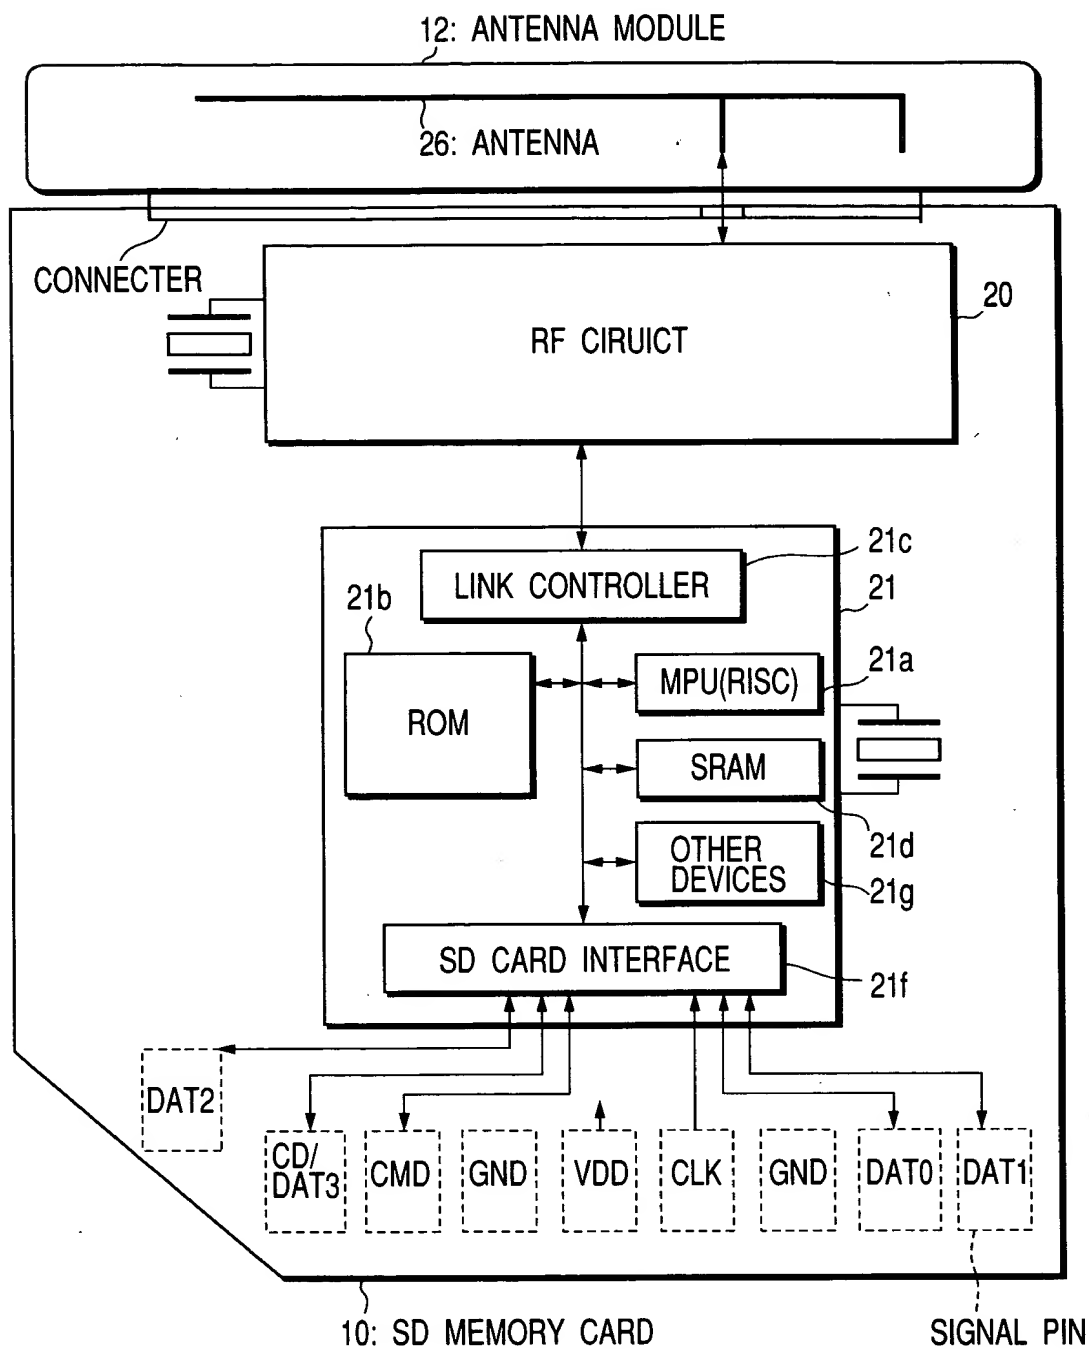 12: ANTENNA MODULE
26: ANTENNA
CONNECTER
20
RF CIRUICT
21c
LINK CONTROLLER
21
21b
21a
MPU(RISC)
ROM
SRAM
21d
OTHER
DEVICES
21g
SD CARD INTERFACE
21f
DAT2
CD/
DAT3
CMD
GND
VDD
CLK
GND
DAT0
DAT1
10: SD MEMORY CARD
SIGNAL PIN